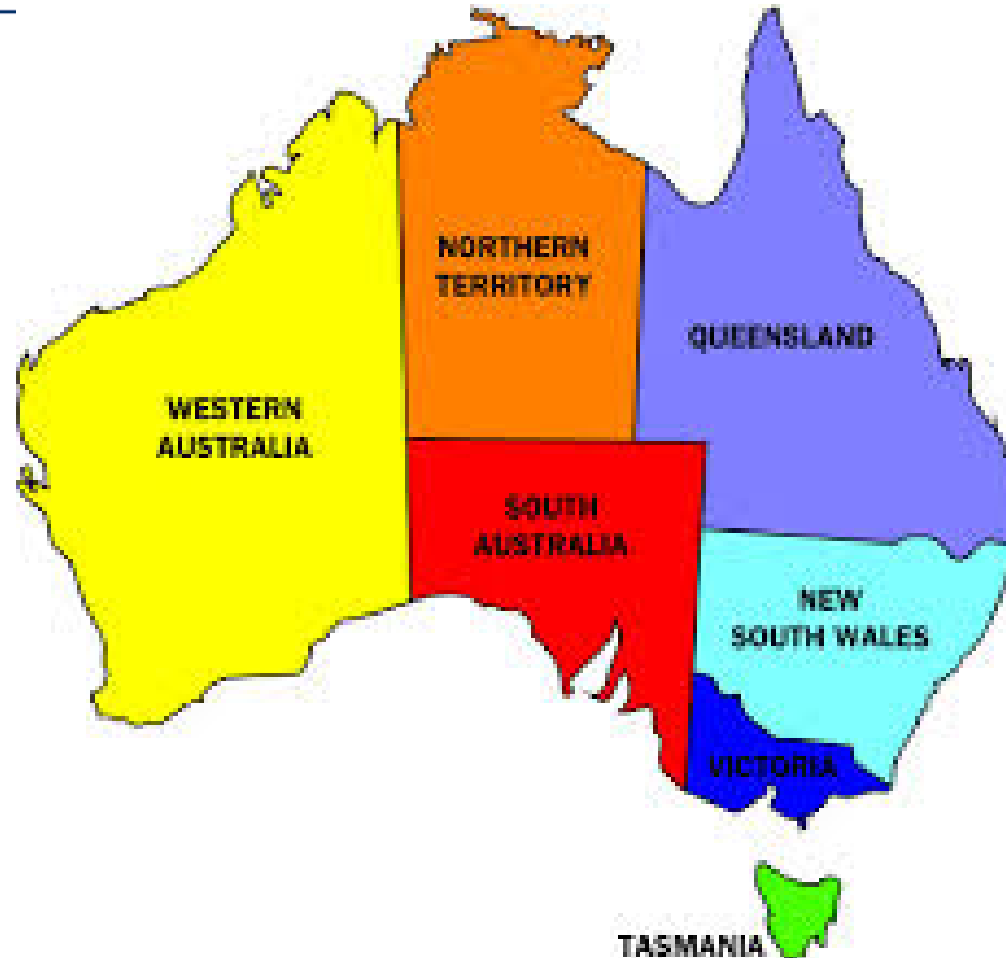 NORTHERN
TERRITORY
QUEENSLAND
WESTERN
AUSTRALIA
SOUTH
AUSTRALIA
NEW
SOUTH WALES
VICTORIA
TASMANIA